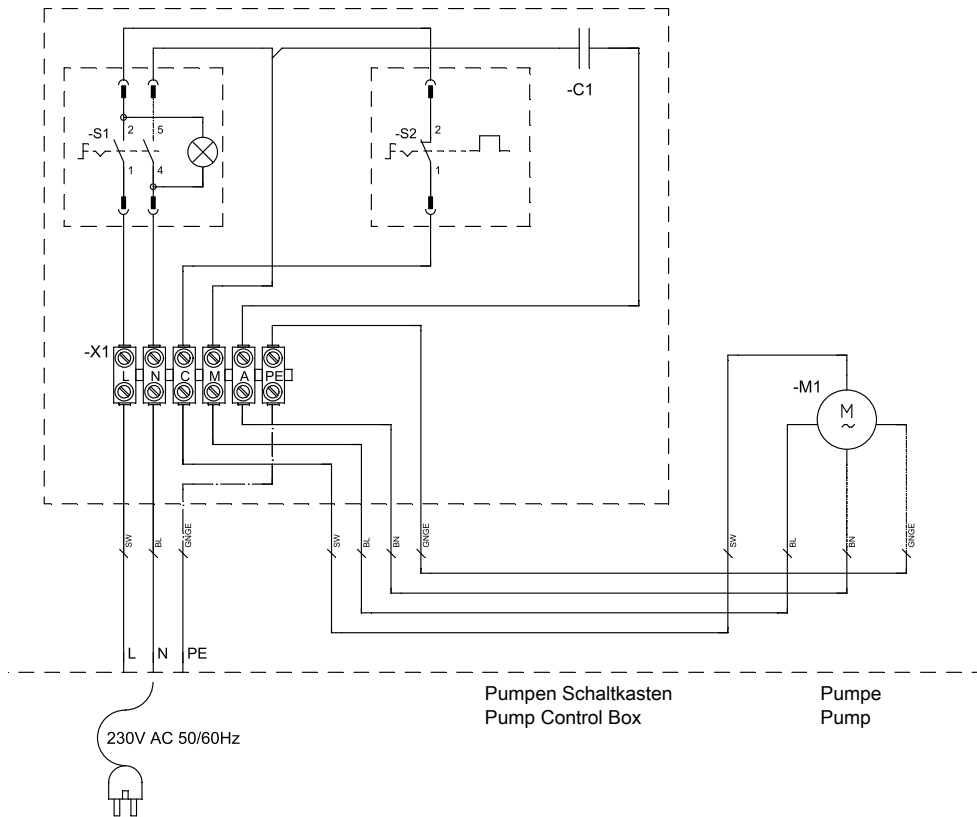 -C1
-S1
2
5
1
4
-S2
2
1
-X1
L N C M A PE
-M1
M
~
SW
BL
GNGE
SW
BL
BN
GNGE
SW
BL
BN
GNGE
L N PE
Pumpen Schaltkasten
Pump Control Box
Pumpe
Pump
230V AC 50/60Hz